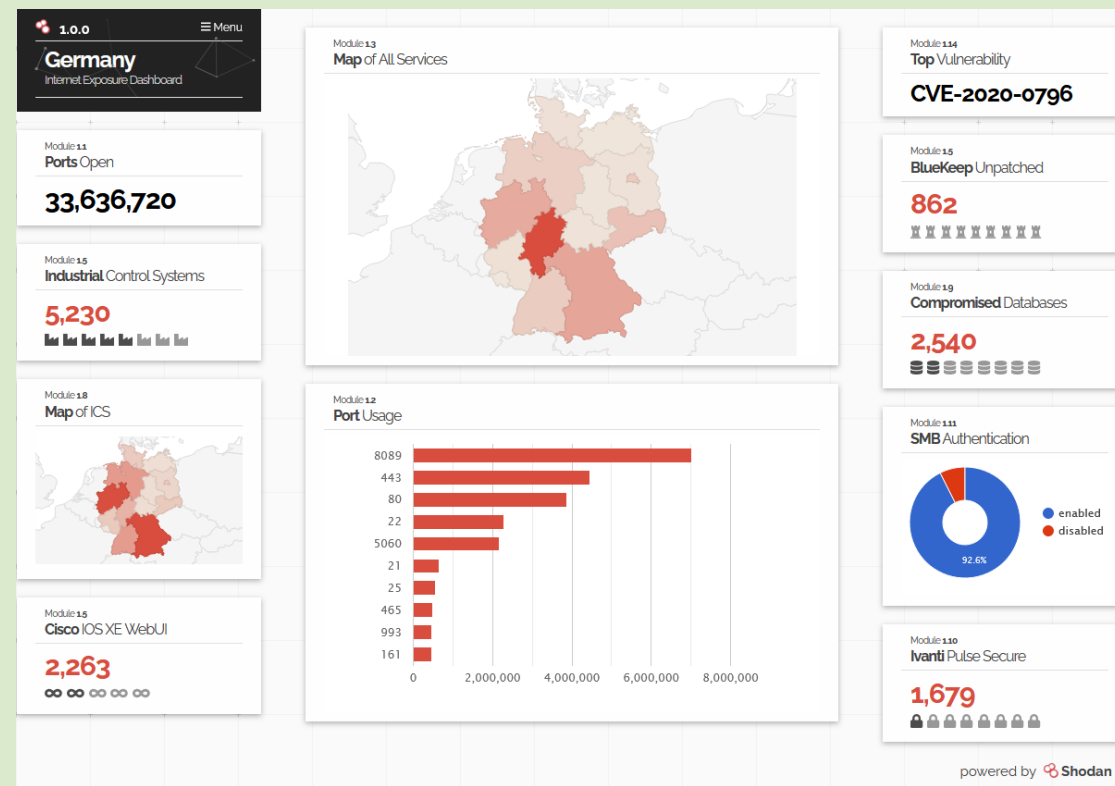 1.0.0
Menu
Germany
Internet Exposure Dashboard
Module 1.1
Ports Open
33,636,720
Module 1.5
Industrial Control Systems
5,230
Module 1.8
Map of ICS
Module 1.5
Cisco IOS XE WebUI
2,263
Module 1.3
Map of All Services
Module 1.2
Port Usage
8089
443
80
22
5060
21
25
465
993
161
0 2,000,000 4,000,000 6,000,000 8,000,000
Module 1.14
Top Vulnerability
CVE-2020-0796
Module 1.5
BlueKeep Unpatched
862
Module 1.9
Compromised Databases
2,540
Module 1.11
SMB Authentication
enabled
disabled
92.6%
Module 1.10
Ivanti Pulse Secure
1,679
powered by Shodan